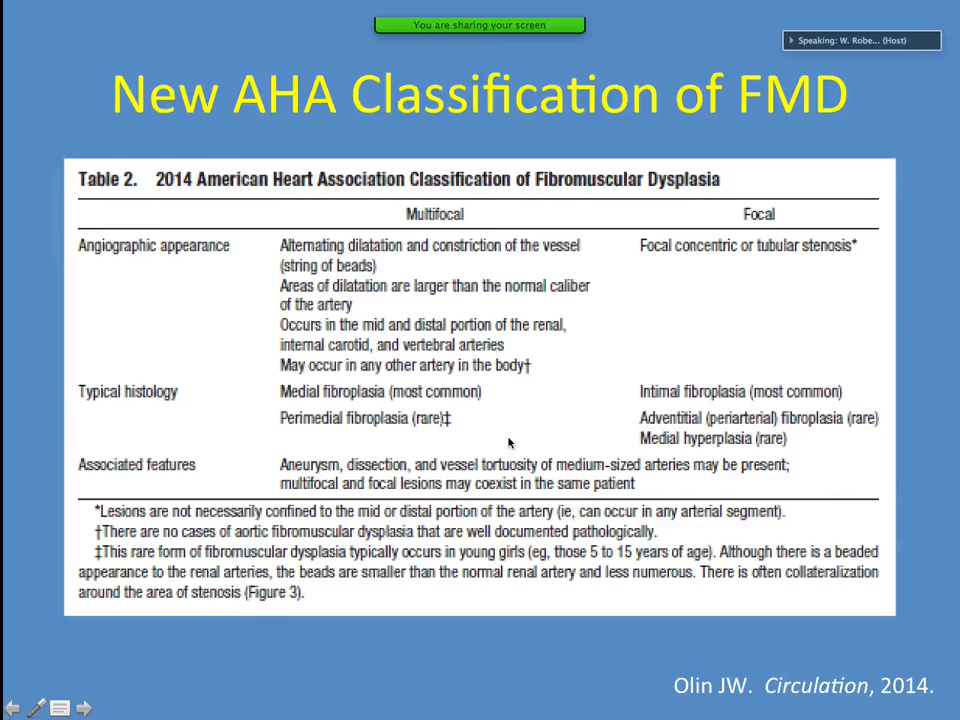 You are sharing your screen
Speaking: W. Robe... (Host)
New AHA Classification of FMD
Table 2. 2014 American Heart Association Classification of Fibromuscular Dysplasia
Multifocal Focal
Angiographic appearance Alternating dilatation and constriction of the vessel Focal concentric or tubular stenosis*
(string of beads)
Areas of dilatation are larger than the normal caliber
of the artery
Occurs in the mid and distal portion of the renal,
internal carotid, and vertebral arteries
May occur in any other artery in the body†
Typical histology Medial fibroplasia (most common) Intimal fibroplasia (most common)
Perimedial fibroplasia (rare)‡ Adventitial (periarterial) fibroplasia (rare)
Medial hyperplasia (rare)
Associated features Aneurysm, dissection, and vessel tortuosity of medium-sized arteries may be present;
multifocal and focal lesions may coexist in the same patient
*Lesions are not necessarily confined to the mid or distal portion of the artery (ie, can occur in any arterial segment).
†There are no cases of aortic fibromuscular dysplasia that are well documented pathologically.
‡This rare form of fibromuscular dysplasia typically occurs in young girls (eg, those 5 to 15 years of age). Although there is a beaded
appearance to the renal arteries, the beads are smaller than the normal renal artery and less numerous. There is often collateralization
around the area of stenosis (Figure 3).
Olin JW. Circulation, 2014.